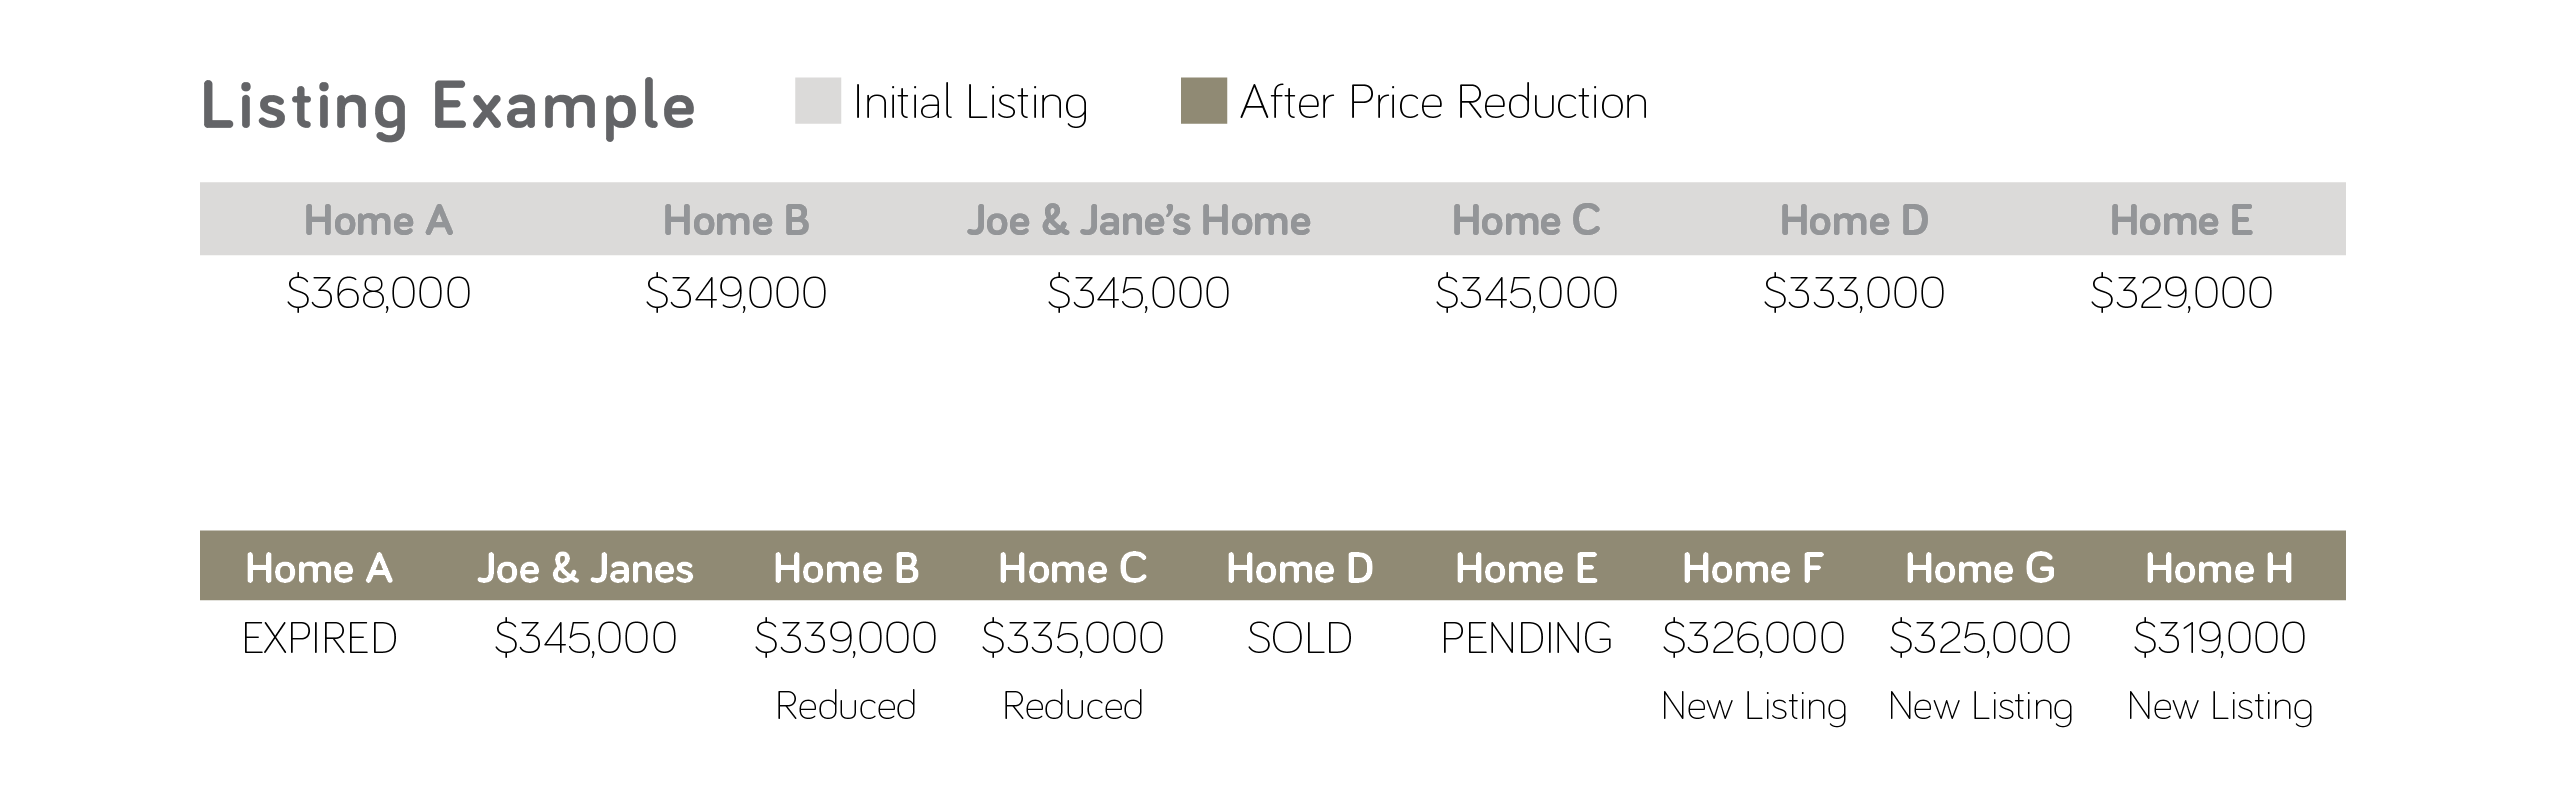 Listing Example Initial Listing After Price Reduction
Home A Home B Joe & Jane’s Home Home C Home D Home E
$368,000 $349,000 $345,000 $345,000 $333,000 $329,000
Home A Joe & Janes Home B Home C Home D Home E Home F Home G Home H
EXPIRED $345,000 $339,000 $335,000 SOLD PENDING $326,000 $325,000 $319,000
Reduced Reduced New Listing New Listing New Listing